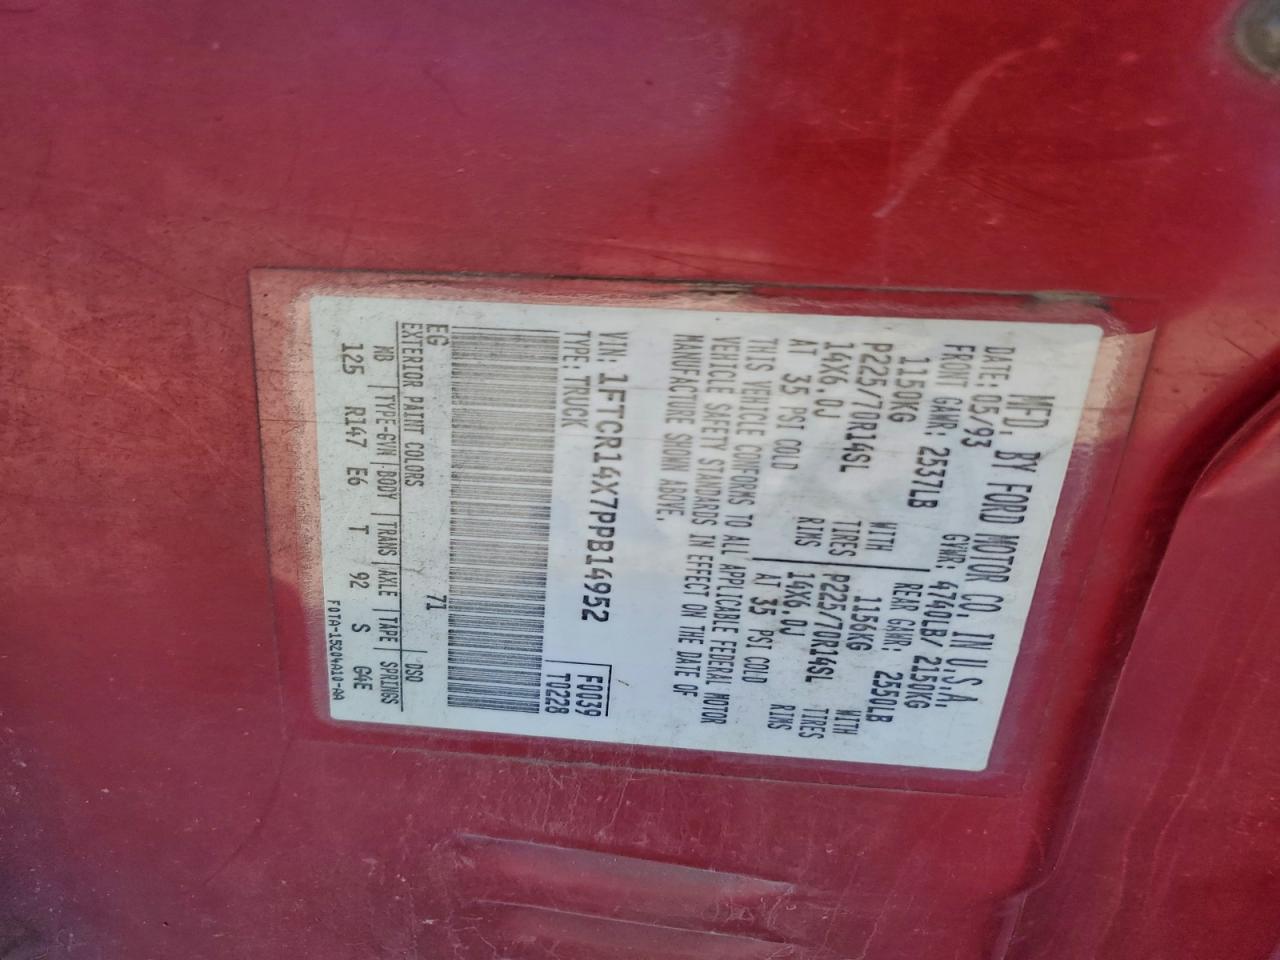 MFD. BY FORD MOTOR CO. IN U.S.A.
DATE: 05/93 GVWR: 4740LB/ 2150KG
FRONT GAWR: 2537LB REAR GAWR: 2550LB
1150KG WITH 1156KG WITH
P225/70R14SL TIRES P225/70R14SL TIRES
14X6.0J RIMS 14X6.0J RIMS
AT 35 PSI COLD AT 35 PSI COLD
THIS VEHICLE CONFORMS TO ALL APPLICABLE FEDERAL MOTOR
VEHICLE SAFETY STANDARDS IN EFFECT ON THE DATE OF
MANUFACTURE SHOWN ABOVE.
VIN: 1FTCR14X7PPB14952 F0039
TYPE: TRUCK T0228
EG 71
EXTERIOR PAINT COLORS DSO
WB TYPE-GVW BODY TRANS AXLE TAPE SPRINGS
125 R147 E6 T 92 S G4E
F0TA-15204A10-AA